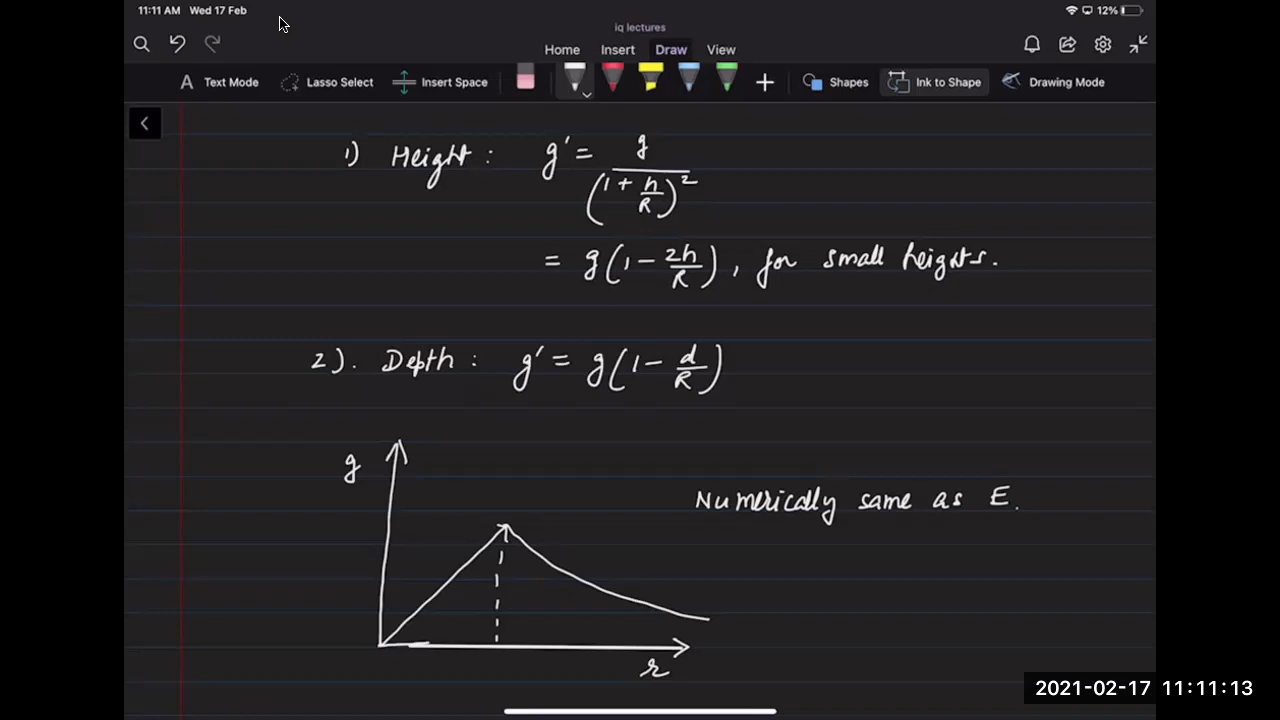 11:11 AM Wed 17 Feb
12%
iq lectures
Home Insert Draw View
Text Mode Lasso Select Insert Space Shapes Ink to Shape Drawing Mode
1) Height : g' = g / (1 + h/R)^2
= g(1 - 2h/R), for small heights.
2). Depth : g' = g(1 - d/R)
g
Numerically same as E.
r
2021-02-17 11:11:13